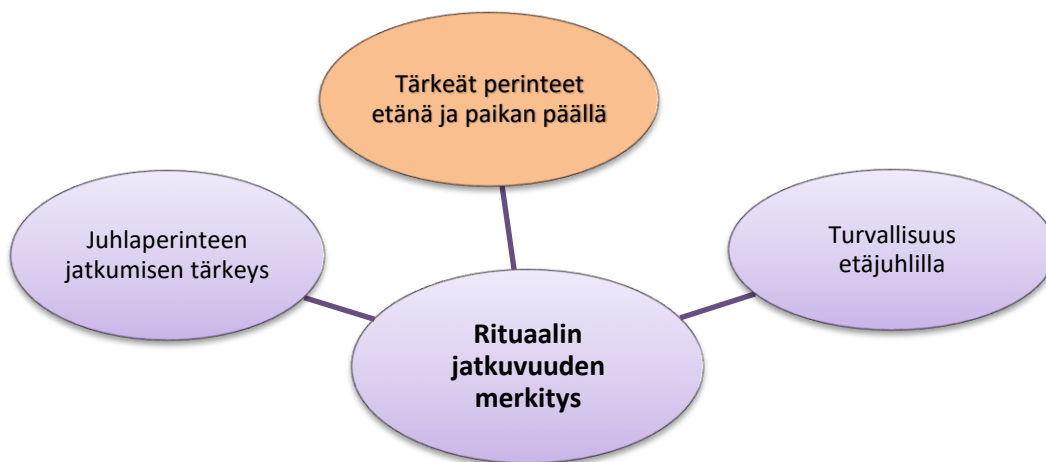 Tärkeät perinteet
etänä ja paikan päällä
Juhlaperinteen
jatkumisen tärkeys
Turvallisuus
etäjuhlilla
Rituaalin
jatkuvuuden
merkitys